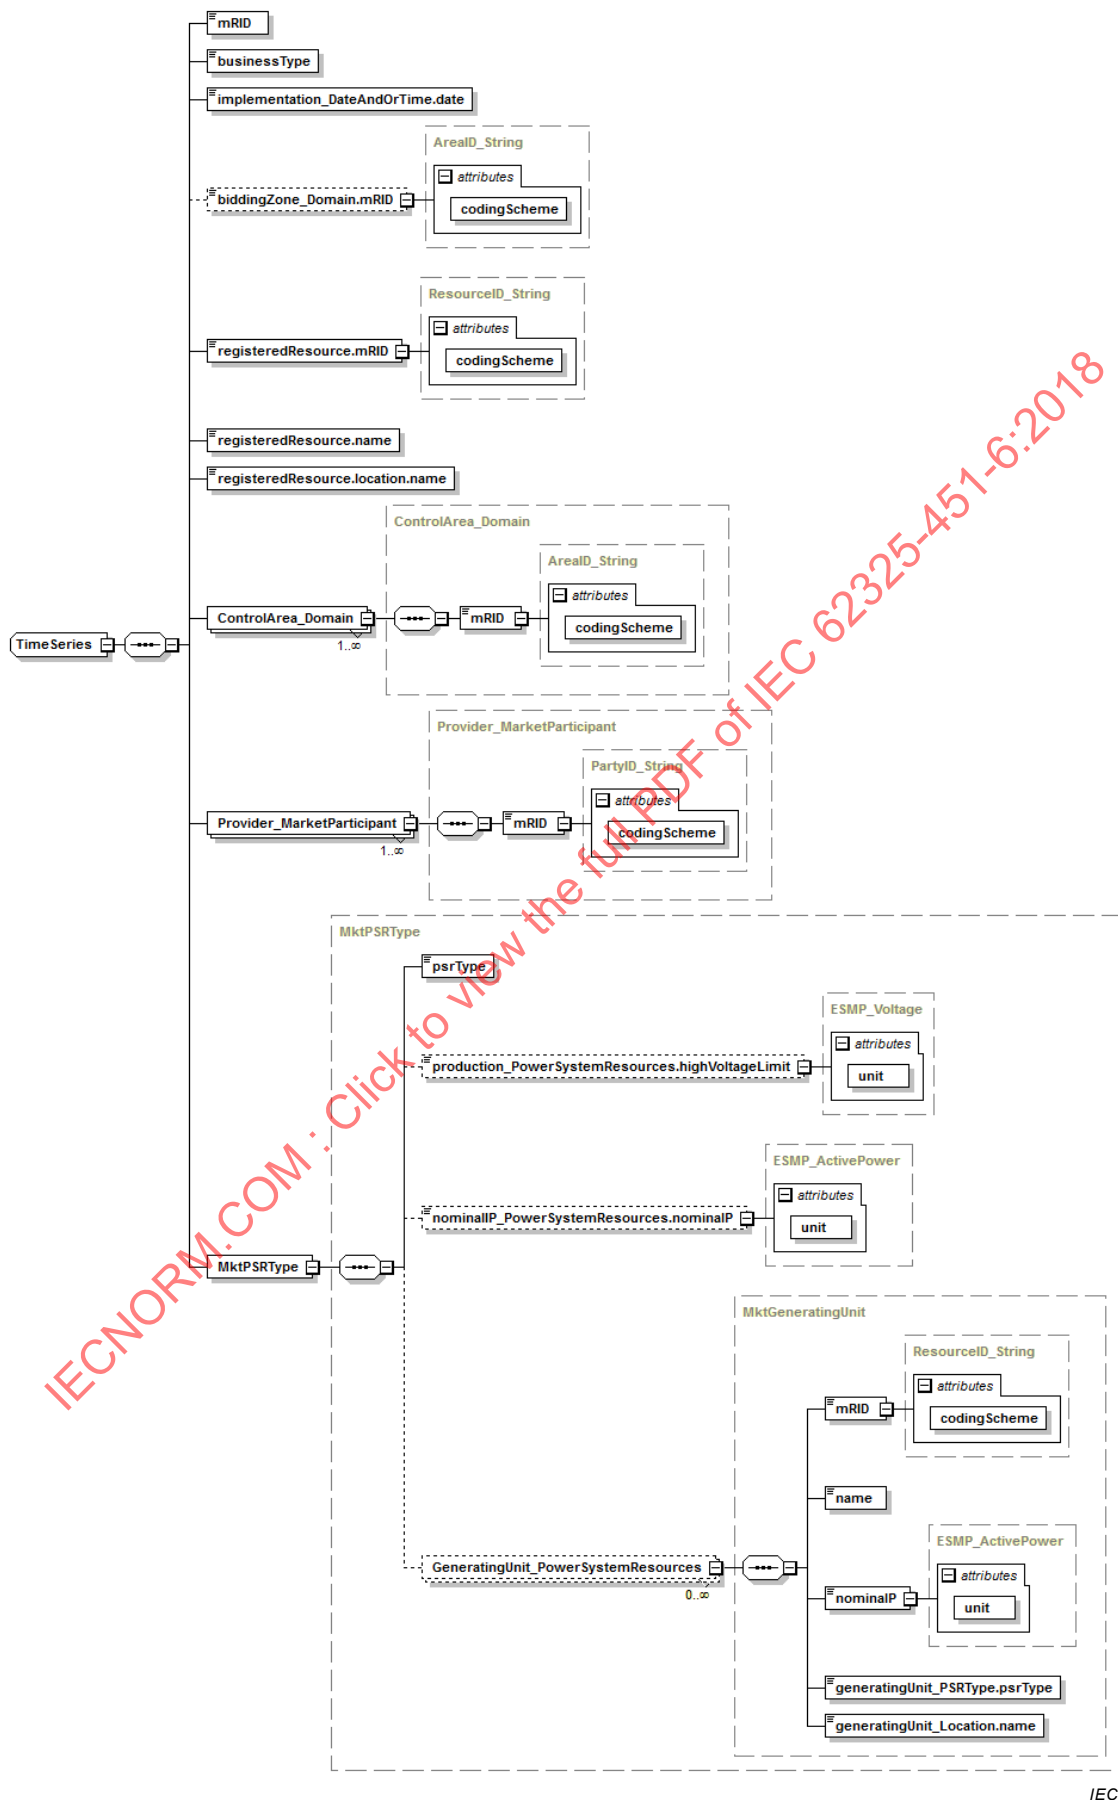 mRID
businessType
implementation_DateAndOrTime.date
AreaID_String
attributes
biddingZone_Domain.mRID
codingScheme
ResourceID_String
attributes
registeredResource.mRID
codingScheme
registeredResource.name
registeredResource.location.name
ControlArea_Domain
AreaID_String
attributes
ControlArea_Domain
mRID
codingScheme
1..∞
TimeSeries
Provider_MarketParticipant
PartyID_String
attributes
Provider_MarketParticipant
mRID
codingScheme
1..∞
MktPSRType
psrType
ESMP_Voltage
attributes
production_PowerSystemResources.highVoltageLimit
unit
ESMP_ActivePower
attributes
nominalIP_PowerSystemResources.nominalP
unit
MktPSRType
MktGeneratingUnit
ResourceID_String
attributes
mRID
codingScheme
name
ESMP_ActivePower
GeneratingUnit_PowerSystemResources
0..∞
attributes
nominalP
unit
generatingUnit_PSRType.psrType
generatingUnit_Location.name
IECNORM.COM : Click to view the full PDF of IEC 62325-451-6:2018
IEC